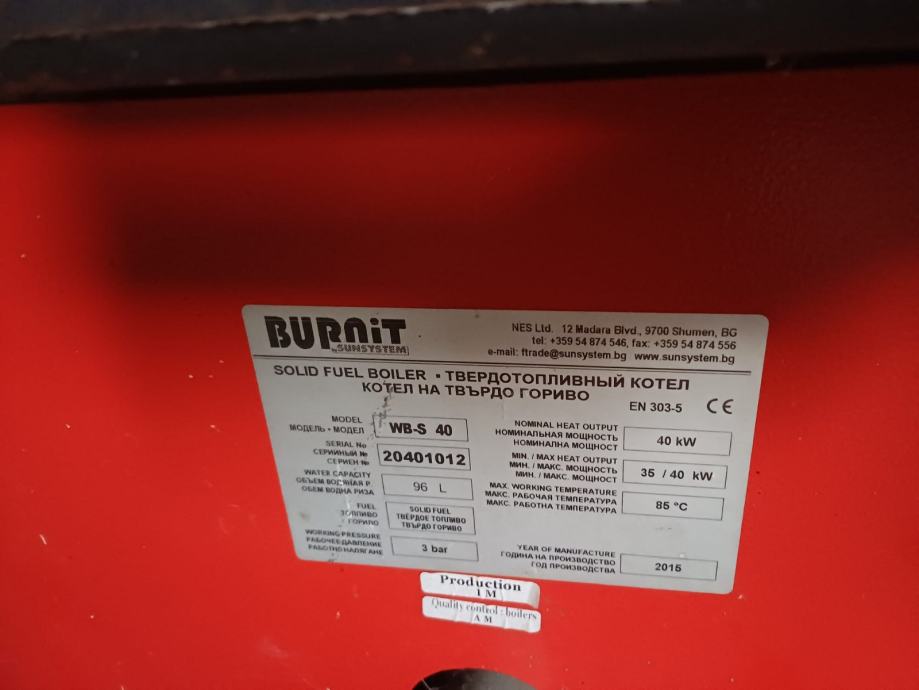 BURNiT
by SUNSYSTEM
NES Ltd. 12 Madara Blvd., 9700 Shumen, BG
tel: +359 54 874 546, fax: +359 54 874 556
e-mail: ftrade@sunsystem.bg www.sunsystem.bg
SOLID FUEL BOILER • ТВЕРДОТОПЛИВНЫЙ КОТЕЛ
КОТЕЛ НА ТВЪРДО ГОРИВО
EN 303-5 CE
MODEL
МОДЕЛЬ • МОДЕЛ
WB-S 40
SERIAL No
СЕРИЙНЫЙ №
СЕРИЕН №
20401012
WATER CAPACITY
ОБЪЕМ ВОДЯНАЯ Р.
ОБЕМ ВОДНА РИЗА
96 L
FUEL
ТОПЛИВО
ГОРИВО
SOLID FUEL
ТВЁРДОЕ ТОПЛИВО
ТВЪРДО ГОРИВО
WORKING PRESSURE
РАБОЧЕЕ ДАВЛЕНИЕ
РАБОТНО НАЛЯГАНЕ
3 bar
NOMINAL HEAT OUTPUT
НОМИНАЛЬНАЯ МОЩНОСТЬ
НОМИНАЛНА МОЩНОСТ
40 kW
MIN. / MAX HEAT OUTPUT
МИН. / МАКС. МОЩНОСТЬ
МИН. / МАКС. МОЩНОСТ
35 / 40 kW
MAX. WORKING TEMPERATURE
МАКС. РАБОЧАЯ ТЕМПЕРАТУРА
МАКС. РАБОТНА ТЕМПЕРАТУРА
85 °C
YEAR OF MANUFACTURE
ГОДИНА НА ПРОИЗВОДСТВО
ГОД ПРОИЗВОДСТВА
2015
Production
1 M
Quality control : boilers
A M